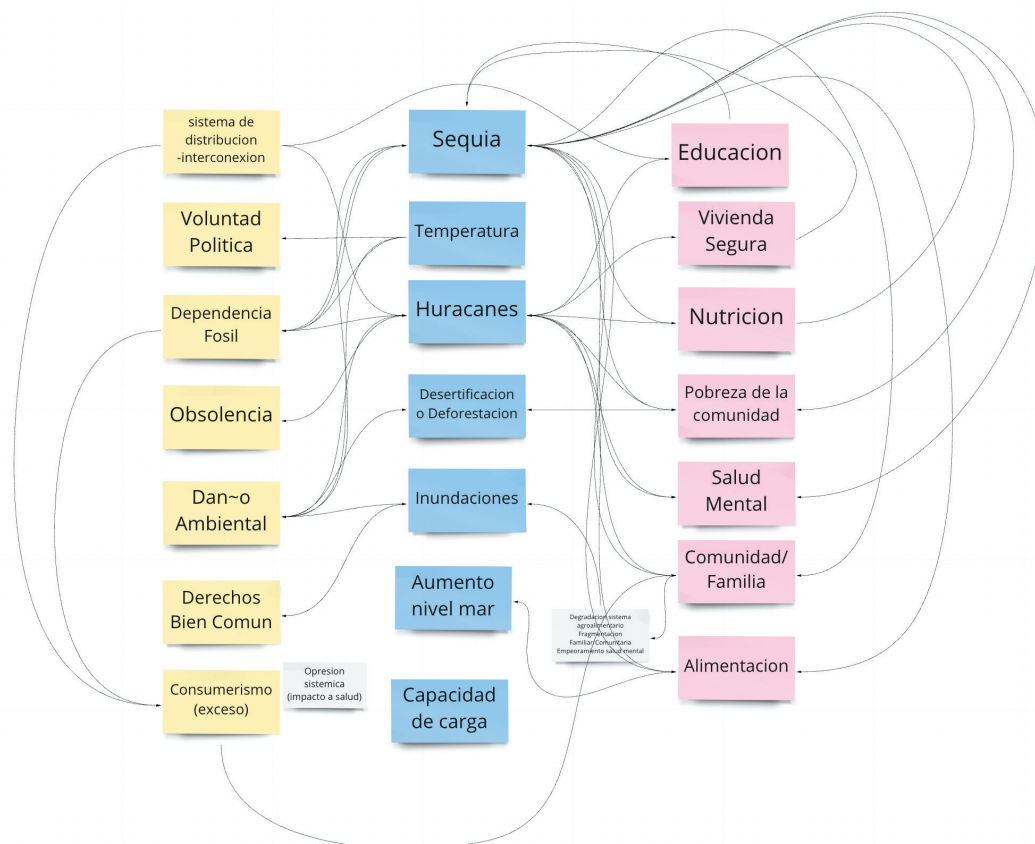 sistema de
distribucion
-interconexion
Voluntad
Politica
Dependencia
Fosil
Obsolencia
Dan~o
Ambiental
Derechos
Bien Comun
Consumerismo
(exceso)
Opresion
sistemica
(impacto a salud)
Sequia
Temperatura
Huracanes
Desertificacion
o Deforestacion
Inundaciones
Aumento
nivel mar
Capacidad
de carga
Educacion
Vivienda
Segura
Nutricion
Pobreza de la
comunidad
Salud
Mental
Comunidad/
Familia
Degradacion sistema
agroalimentario
Fragmentacion
Familiar/Comunitaria
Empeoramiento salud mental
Alimentacion